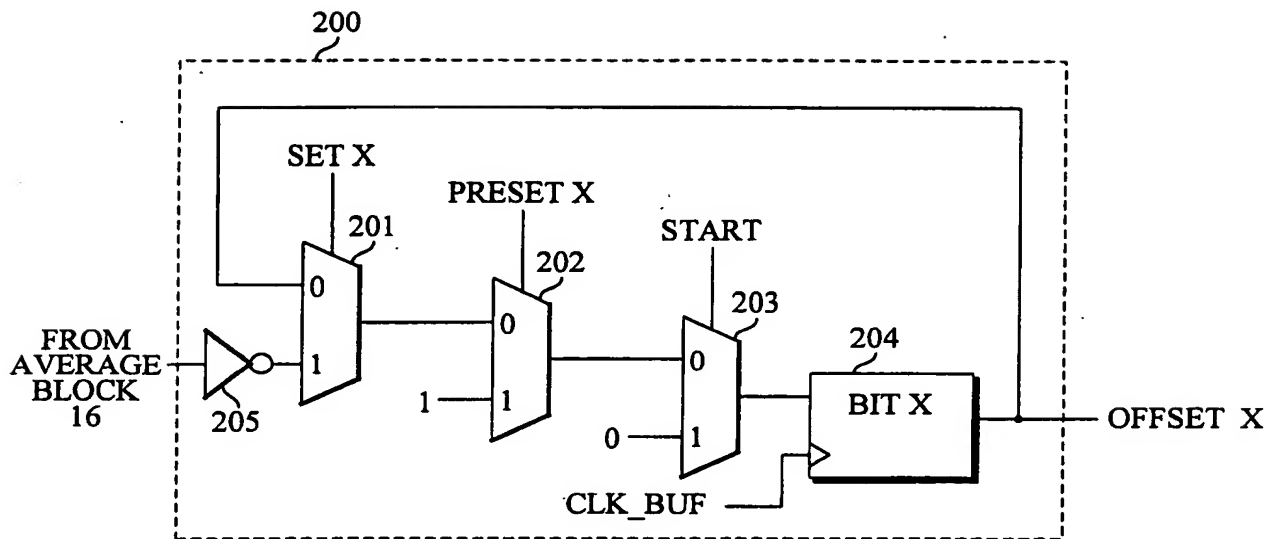 200
SET X
201
PRESET X
202
START
203
0
0
0
204
FROM
AVERAGE
BLOCK
16
1
205
1
1
0
1
BIT X
OFFSET X
CLK_BUF